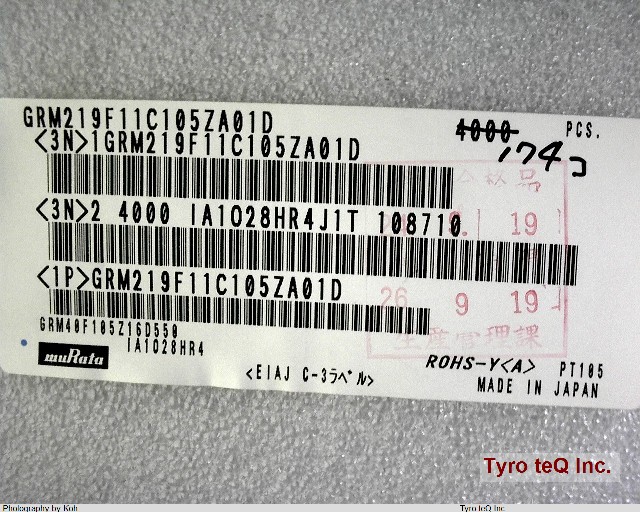 GRM219F11C105ZA01D
4000 PCS.
174コ
<3N>1GRM219F11C105ZA01D
<3N>2 4000 IA1028HR4J1T 108710
19
<1P>GRM219F11C105ZA01D
26 9 19
GRM40F105Z16D550
生産管理課
IA1028HR4
muRata
<EIAJ C-3ラベル>
ROHS-Y<A> PT105
MADE IN JAPAN
Tyro teQ Inc.
Photography by Koh
Tyro teQ Inc